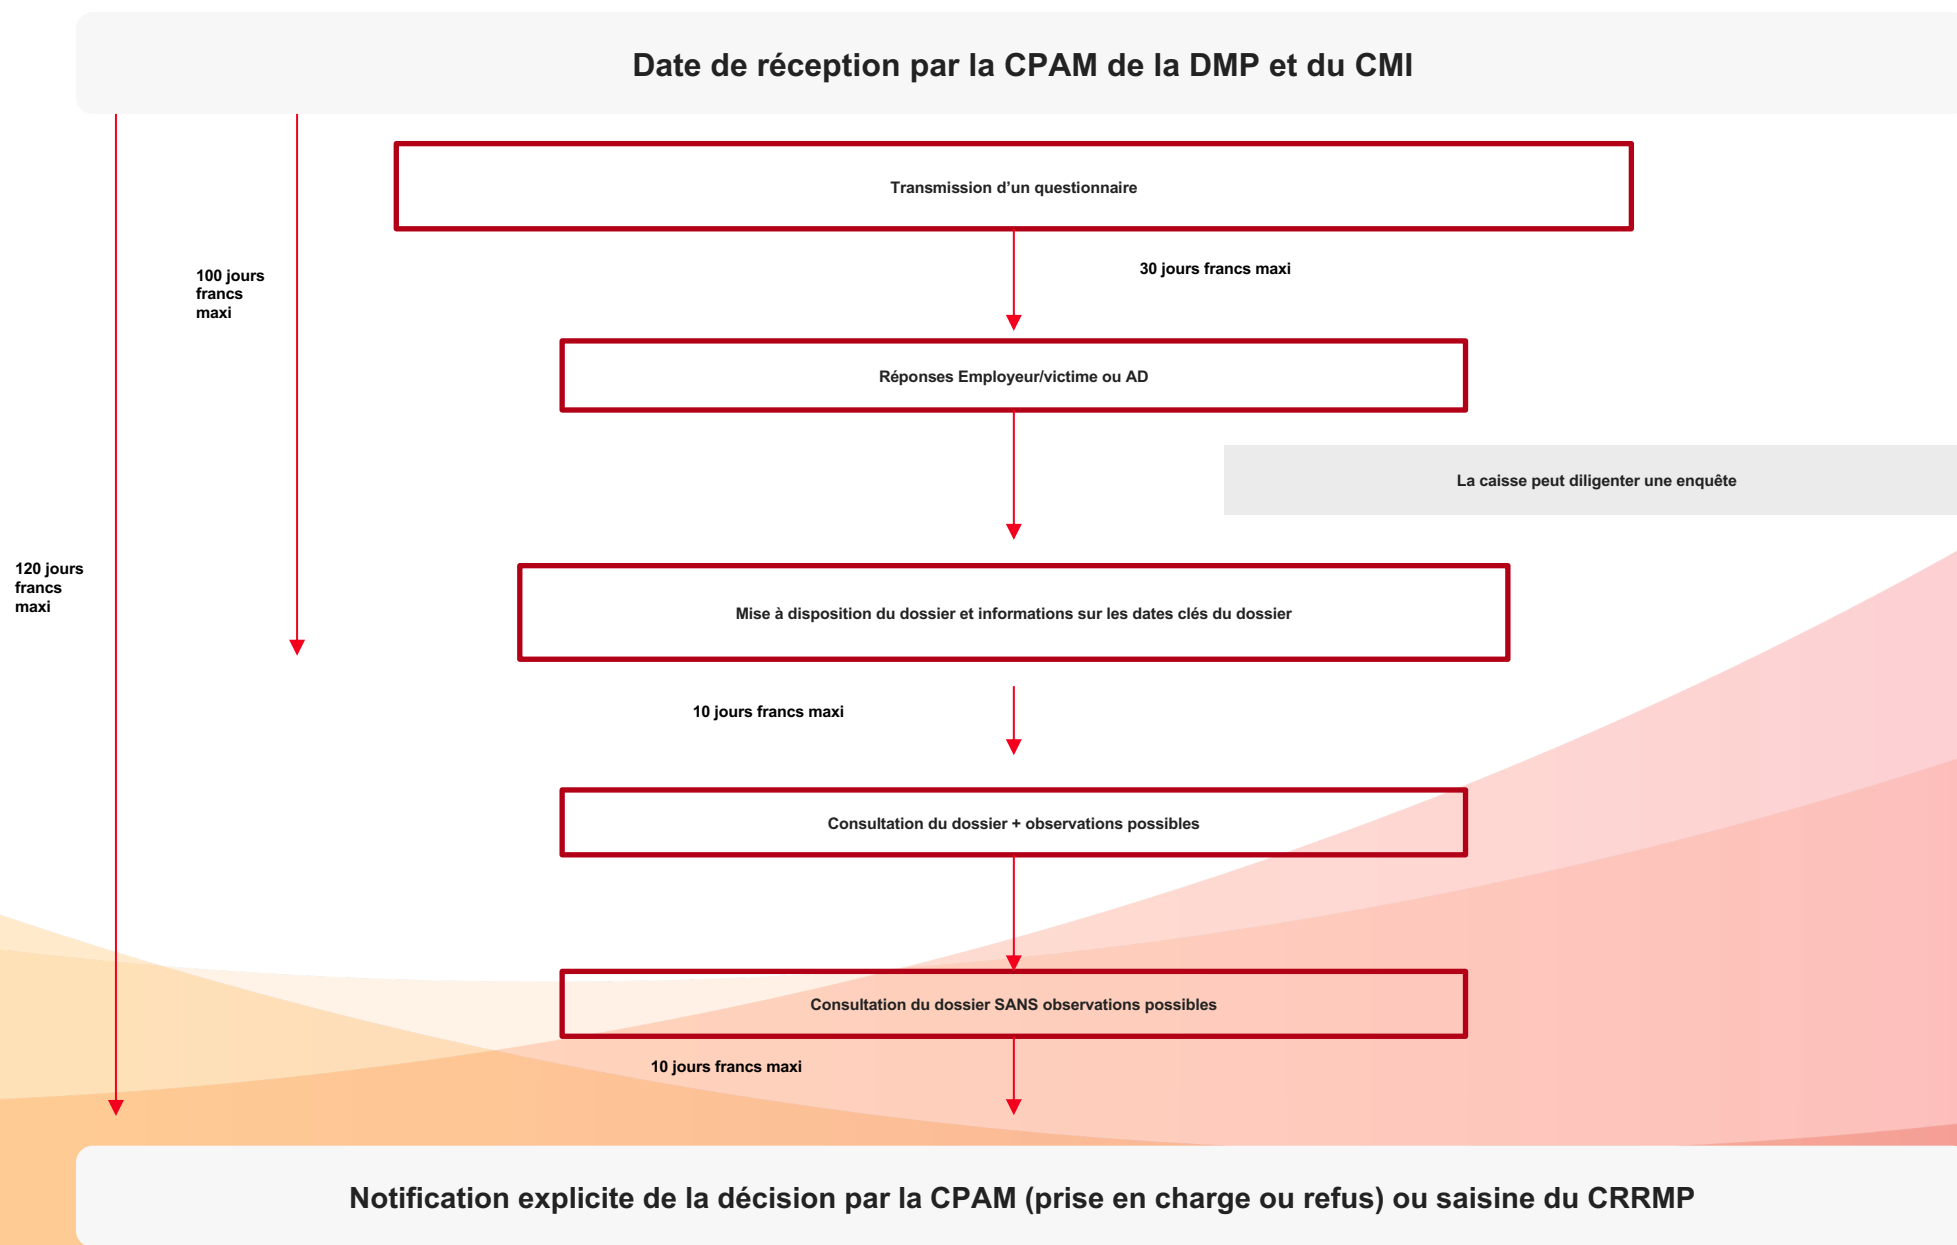 Date de réception par la CPAM de la DMP et du CMI
Transmission d’un questionnaire
100 jours
francs
maxi
30 jours francs maxi
Réponses Employeur/victime ou AD
La caisse peut diligenter une enquête
120 jours
francs
maxi
Mise à disposition du dossier et informations sur les dates clés du dossier
10 jours francs maxi
Consultation du dossier + observations possibles
Consultation du dossier SANS observations possibles
10 jours francs maxi
Notification explicite de la décision par la CPAM (prise en charge ou refus) ou saisine du CRRMP